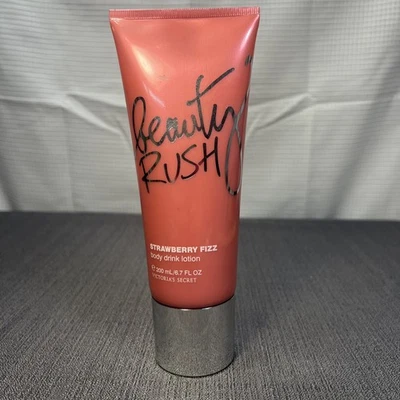 beauty
RUSH
STRAWBERRY FIZZ
body drink lotion
℮ 200 mL/6.7 FL OZ
VICTORIA'S SECRET